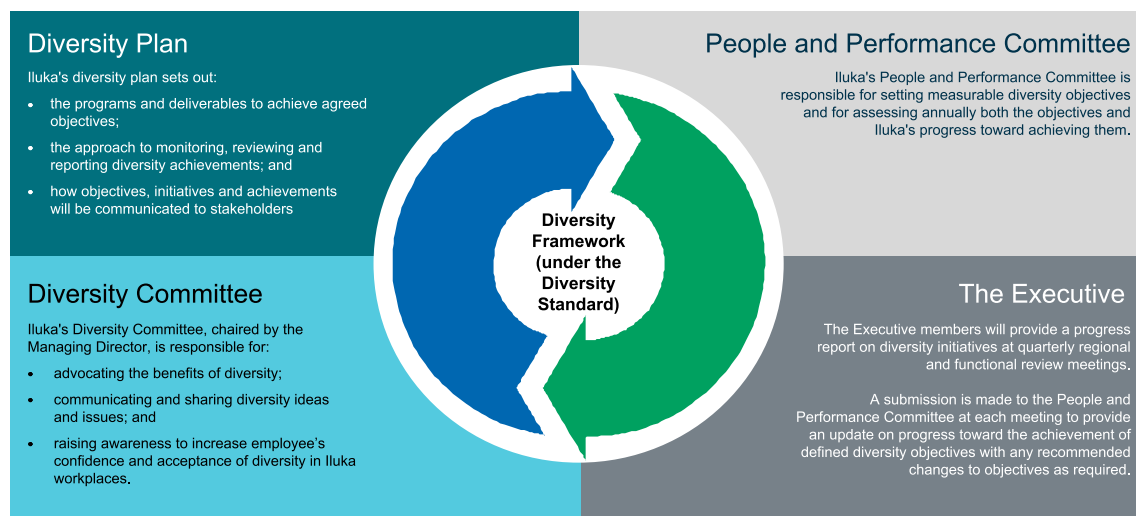 Diversity Plan
Iluka's diversity plan sets out:
• the programs and deliverables to achieve agreed
objectives;
• the approach to monitoring, reviewing and
reporting diversity achievements; and
• how objectives, initiatives and achievements
will be communicated to stakeholders
People and Performance Committee
Iluka's People and Performance Committee is
responsible for setting measurable diversity objectives
and for assessing annually both the objectives and
Iluka's progress toward achieving them.
Diversity
Framework
(under the
Diversity
Standard)
Diversity Committee
Iluka's Diversity Committee, chaired by the
Managing Director, is responsible for:
• advocating the benefits of diversity;
• communicating and sharing diversity ideas
and issues; and
• raising awareness to increase employee’s
confidence and acceptance of diversity in Iluka
workplaces.
The Executive
The Executive members will provide a progress
report on diversity initiatives at quarterly regional
and functional review meetings.
A submission is made to the People and
Performance Committee at each meeting to provide
an update on progress toward the achievement of
defined diversity objectives with any recommended
changes to objectives as required.